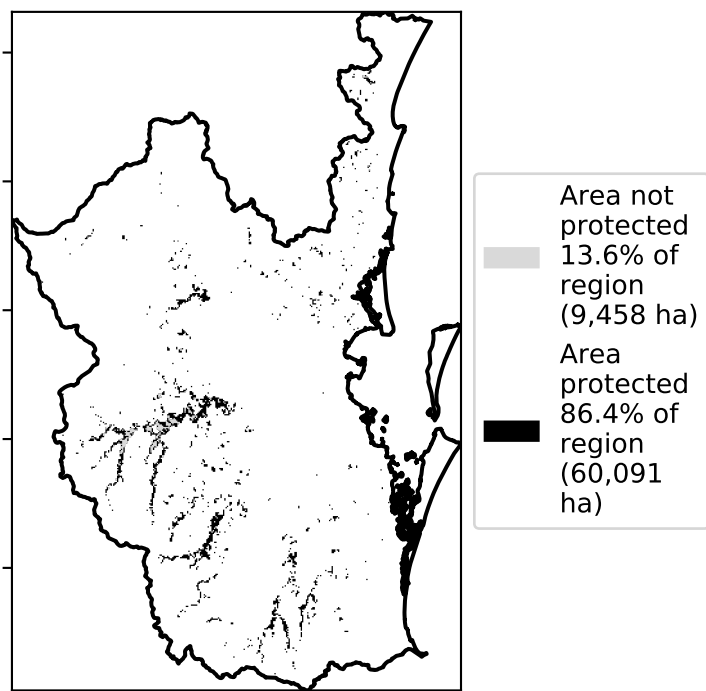 Area not
protected
13.6% of
region
(9,458 ha)
Area
protected
86.4% of
region
(60,091
ha)